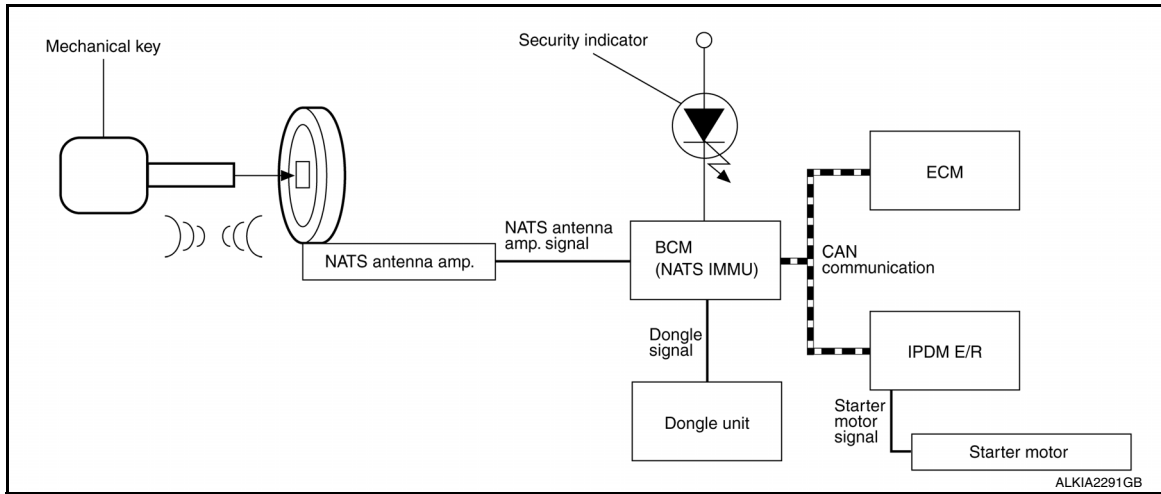 Mechanical key
Security indicator
NATS antenna
amp. signal
NATS antenna amp.
BCM
(NATS IMMU)
ECM
CAN
communication
Dongle
signal
IPDM E/R
Dongle unit
Starter
motor
signal
Starter motor
ALKIA2291GB